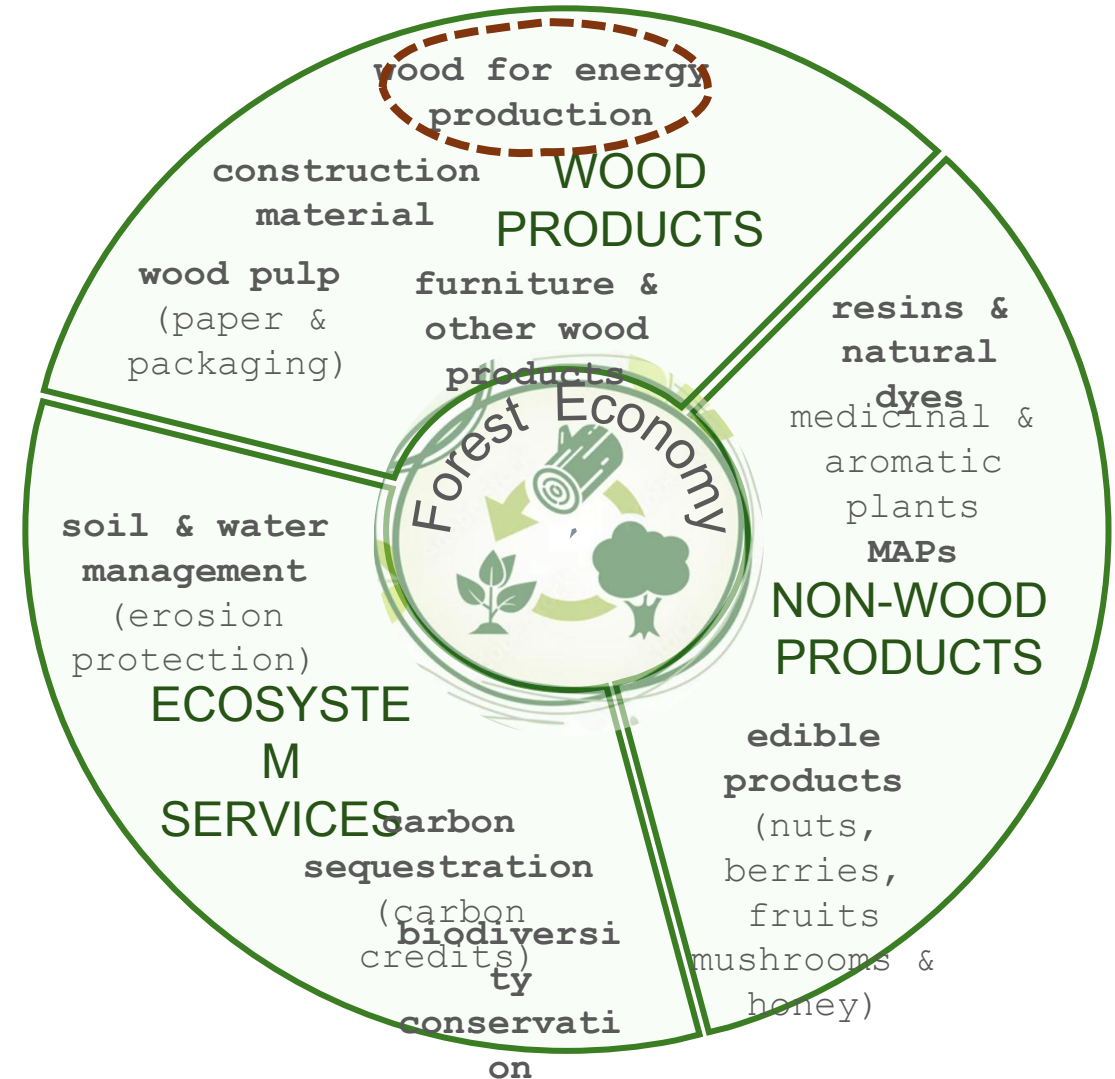 wood for energy
production
construction
material
WOOD
PRODUCTS
wood pulp
(paper &
packaging)
furniture &
other wood
products
Forest Economy
resins &
natural
dyes
medicinal &
aromatic
plants
MAPs
NON-WOOD
PRODUCTS
edible
products
(nuts,
berries,
fruits
mushrooms &
honey)
soil & water
management
(erosion
protection)
ECOSYSTE
M
SERVICES
carbon
sequestration
(carbon
credits)
biodiversi
ty
conservati
on